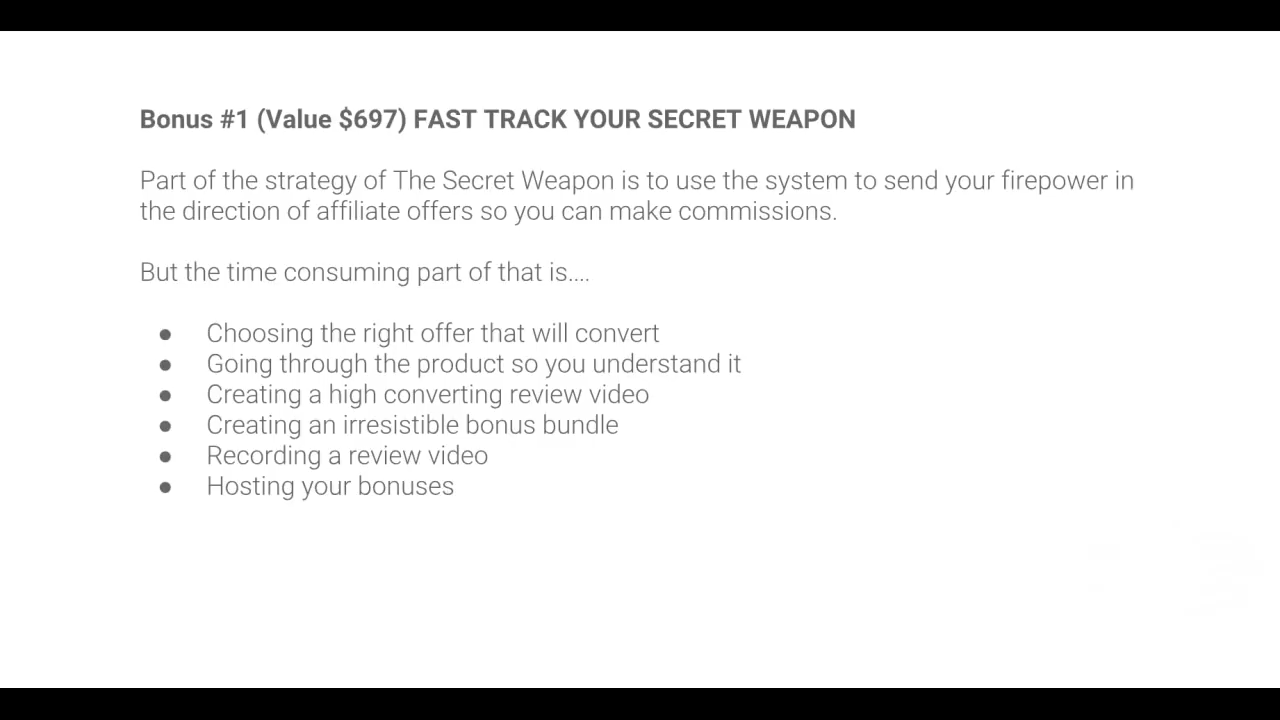 Bonus #1 (Value $697) FAST TRACK YOUR SECRET WEAPON
Part of the strategy of The Secret Weapon is to use the system to send your firepower in
the direction of affiliate offers so you can make commissions.
But the time consuming part of that is....
● Choosing the right offer that will convert
● Going through the product so you understand it
● Creating a high converting review video
● Creating an irresistible bonus bundle
● Recording a review video
● Hosting your bonuses